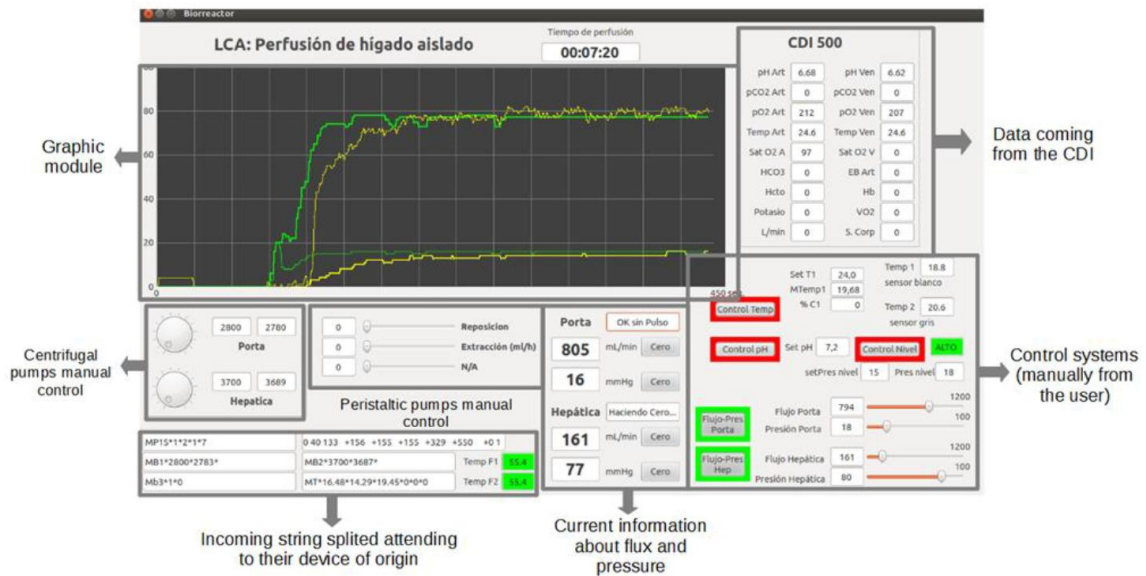 Biorreactor
LCA: Perfusión de hígado aislado
Tiempo de perfusión
00:07:20
80
60
40
20
0
0
450 seg.
Graphic
module
CDI 500
pH Art 6.68 pH Ven 6.62
pCO2 Art 0 pCO2 Ven 0
pO2 Art 212 pO2 Ven 207
Temp Art 24.6 Temp Ven 24.6
Sat O2 A 97 Sat O2 V 0
HCO3 0 EB Art 0
Hcto 0 Hb 0
Potasio 0 VO2 0
L/min 0 S. Corp 0
Data coming
from the CDI
2800 2780
Porta
3700 3689
Hepatica
Centrifugal
pumps manual
control
0 Reposicion
0 Extracción (ml/h)
0 N/A
Peristaltic pumps manual
control
Porta OK sin Pulso
805 mL/min Cero
16 mmHg Cero
Hepática Haciendo Cero...
161 mL/min Cero
77 mmHg Cero
Current information
about flux and
pressure
Set T1 24,0
MTemp1 19,68
% C1 0
Temp 1 18.8
sensor blanco
Temp 2 20.6
sensor gris
Control Temp
Control pH Set pH 7,2 Control Nivel ALTO
setPres nivel 15 Pres nivel 18
Flujo-Pres
Porta
Flujo Porta 794 1200
Presión Porta 18 100
Flujo-Pres
Hep
Flujo Hepática 161 1200
Presión Hepática 80 100
Control systems
(manually from
the user)
MP1S*1*2*1*7 0 40 133 +156 +155 +155 +329 +550 +0 1
MB1*2800*2783* MB2*3700*3687* Temp F1 55.4
Mb3*1*0 MT*16.48*14.29*19.45*0*0*0 Temp F2 55.4
Incoming string splited attending
to their device of origin